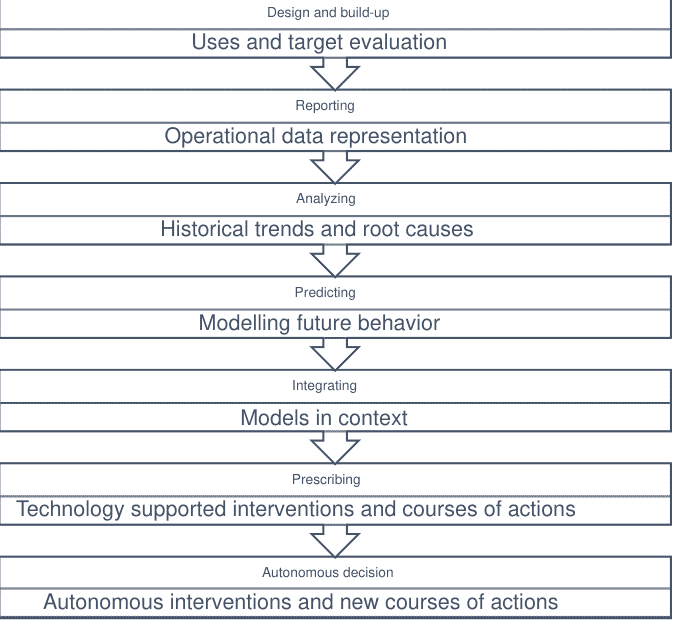 Design and build-up
Uses and target evaluation
Reporting
Operational data representation
Analyzing
Historical trends and root causes
Predicting
Modelling future behavior
Integrating
Models in context
Prescribing
Technology supported interventions and courses of actions
Autonomous decision
Autonomous interventions and new courses of actions